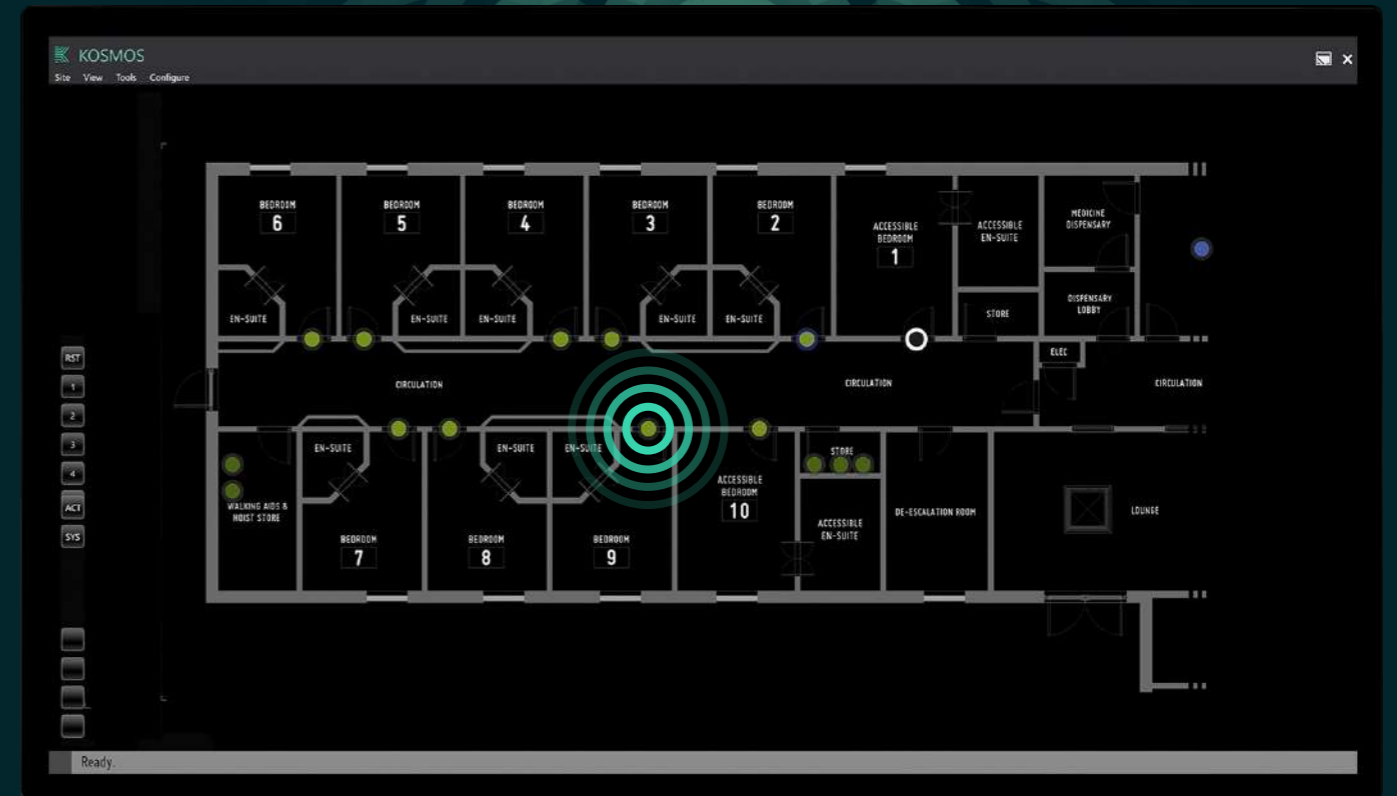 KOSMOS
Site View Tools Configure
BEDROOM
6
BEDROOM
5
BEDROOM
4
BEDROOM
3
BEDROOM
2
ACCESSIBLE
BEDROOM
1
ACCESSIBLE
EN-SUITE
MEDICINE
DISPENSARY
EN-SUITE
EN-SUITE
EN-SUITE
EN-SUITE
EN-SUITE
STORE
DISPENSARY
LOBBY
ELEC
CIRCULATION
CIRCULATION
CIRCULATION
RST
1
2
3
4
ACT
SYS
EN-SUITE
EN-SUITE
EN-SUITE
STORE
WALKING AIDS &
HOIST STORE
BEDROOM
7
BEDROOM
8
BEDROOM
9
ACCESSIBLE
BEDROOM
10
ACCESSIBLE
EN-SUITE
DE-ESCALATION ROOM
LOUNGE
Ready.